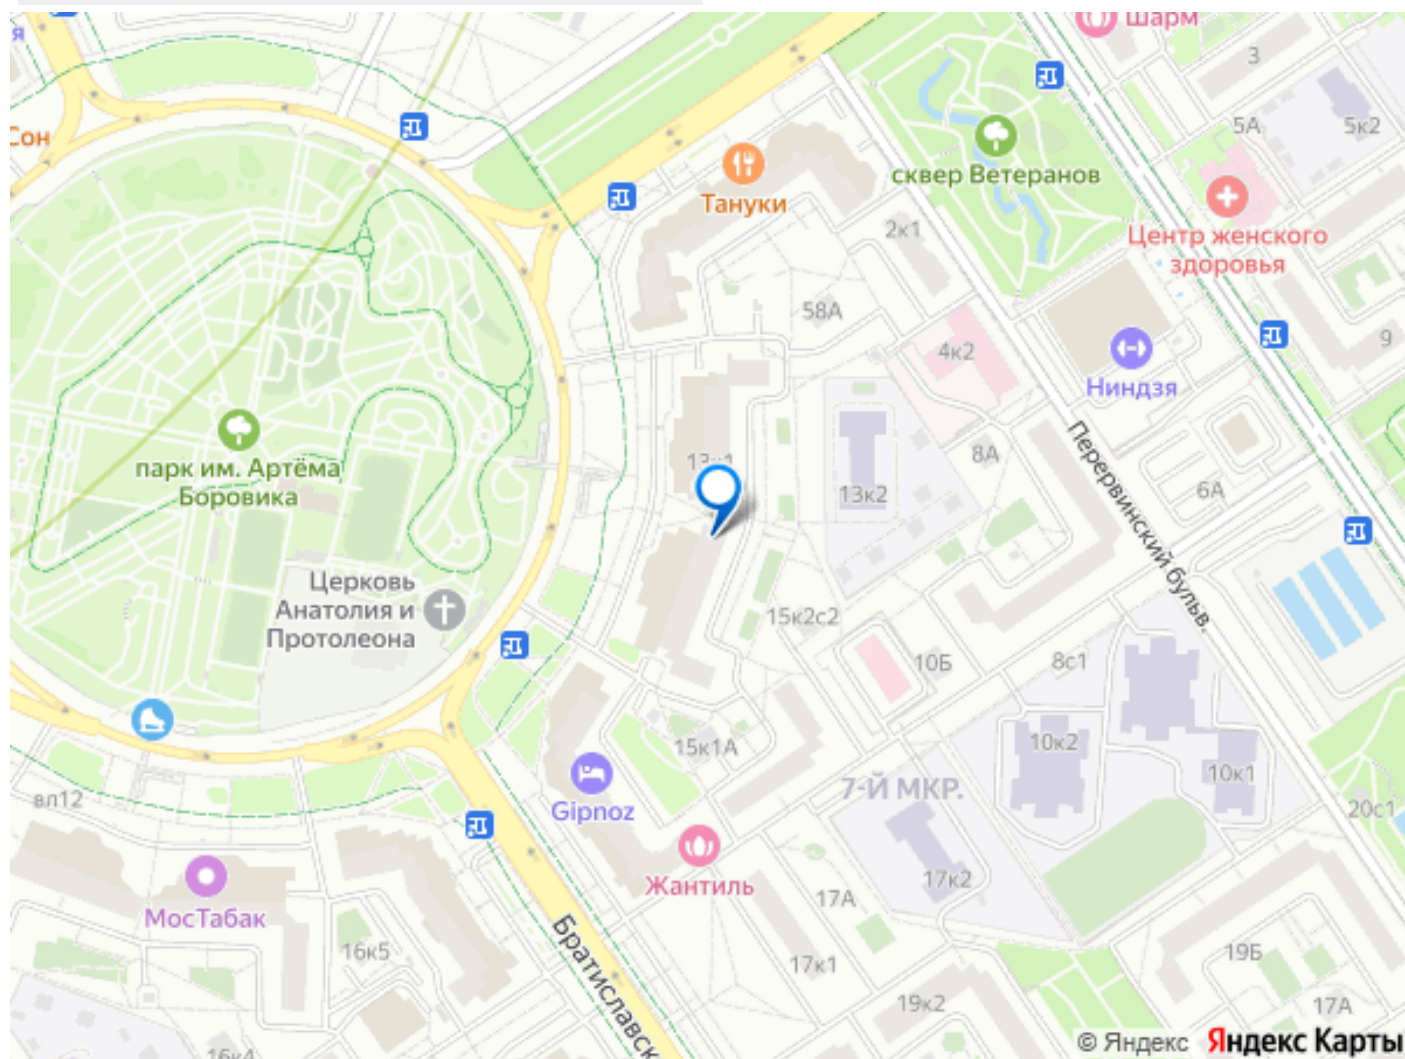 я
Шарм
3
5А
5к2
Сон
сквер Ветеранов
Тануки
2к1
Центр женского
здоровья
58А
4к2
9
Ниндзя
парк им. Артёма
Боровика
13к1
13к2
8А
6А
Перервинский бульв.
Церковь
Анатолия и
Протолеона
15к2с2
10Б
8с1
15к1А
10к2
10к1
7-Й МКР.
вл12
Gipnoz
20с1
Жантиль
МосТабак
17к2
17А
16к5
Братиславск
17к1
19Б
19к2
17А
16к4
© Яндекс Яндекс Карты